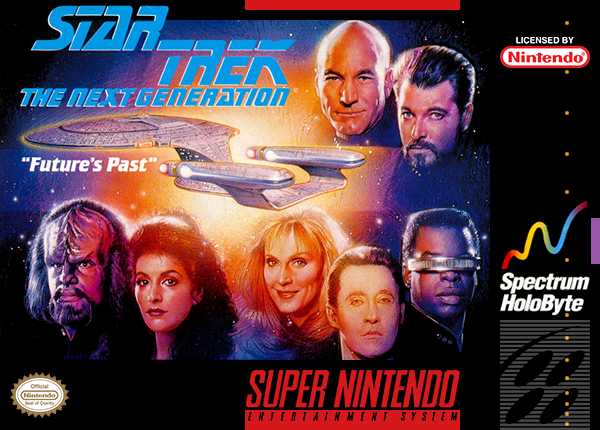 STAR
TREK
THE NEXT GENERATION
"Future's Past"
LICENSED BY
Nintendo
Spectrum
HoloByte
Official
Nintendo
Seal of Quality
SUPER NINTENDO
ENTERTAINMENT SYSTEM